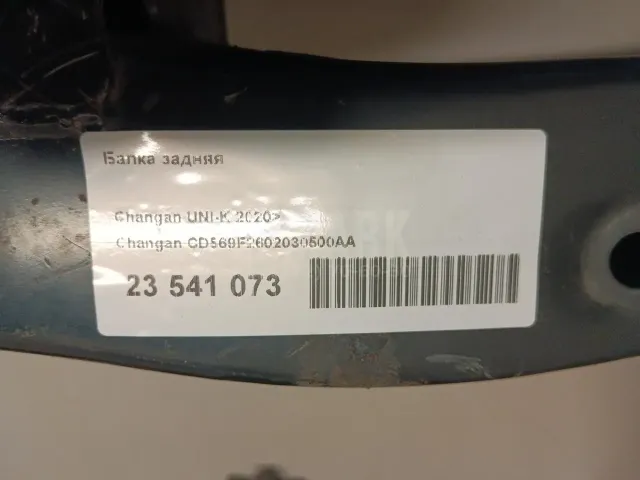 Балка задняя
Changan UNI-K 2020>
Changan CD569F2602030500AA
23 541 073